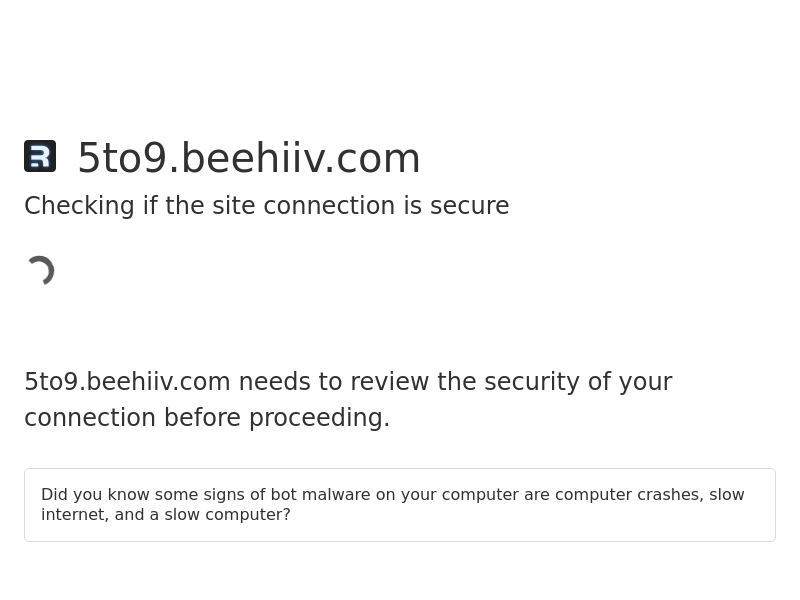 5to9.beehiiv.com
Checking if the site connection is secure
5to9.beehiiv.com needs to review the security of your
connection before proceeding.
Did you know some signs of bot malware on your computer are computer crashes, slow
internet, and a slow computer?